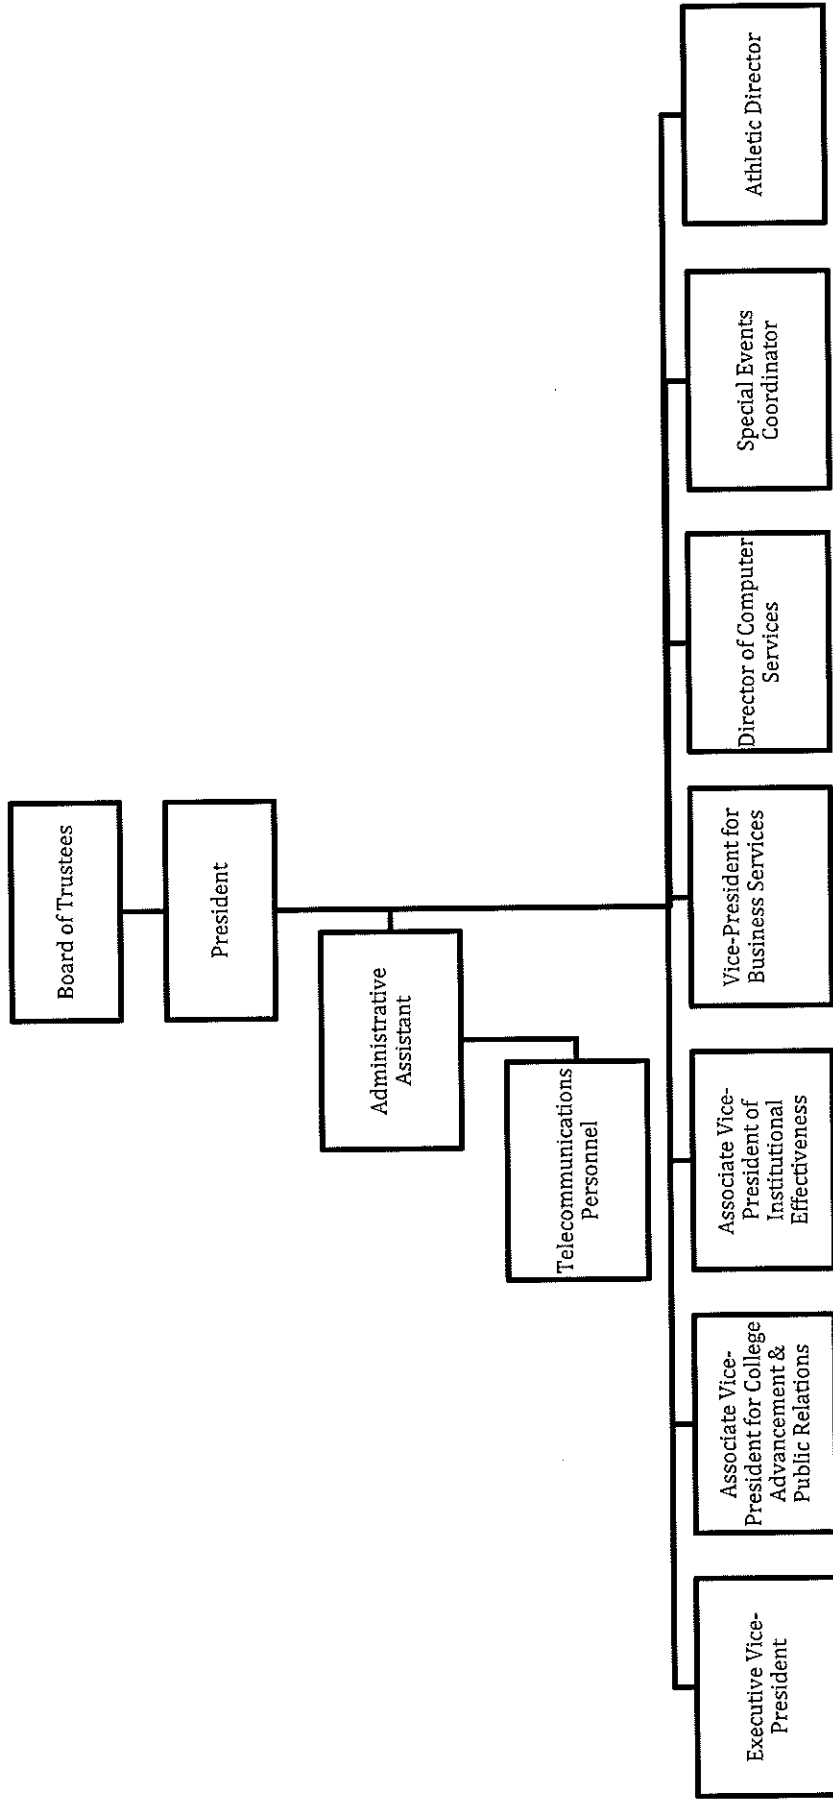 Board of Trustees
President
Administrative
Assistant
Telecommunications
Personnel
Executive Vice-
President
Associate Vice-
President for College
Advancement &
Public Relations
Associate Vice-
President of
Institutional
Effectiveness
Vice-President for
Business Services
Director of Computer
Services
Special Events
Coordinator
Athletic Director